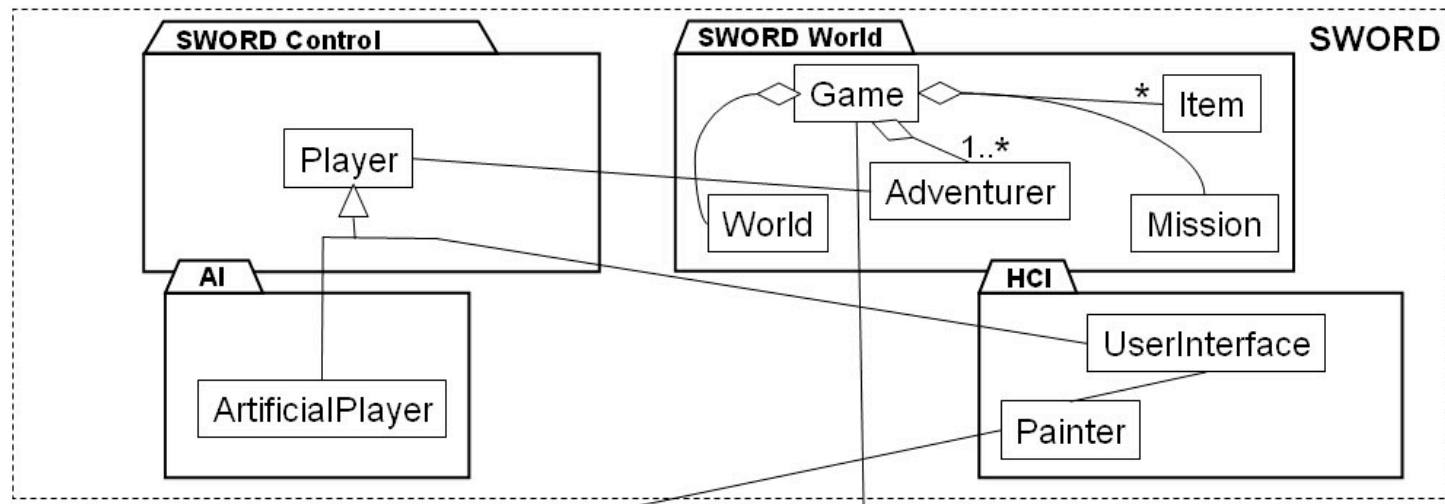 SWORD Control
SWORD World
SWORD
Game
*
Item
Player
1..*
Adventurer
World
Mission
AI
HCI
UserInterface
ArtificialPlayer
Painter